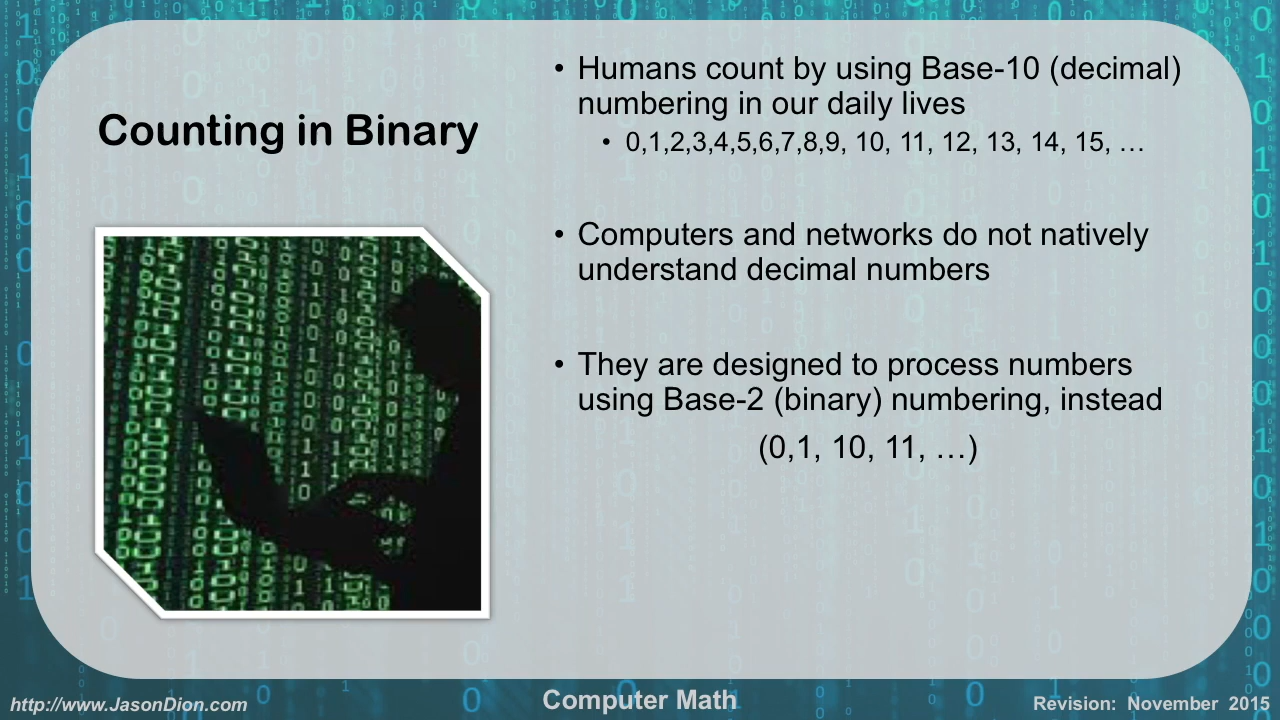 Counting in Binary
• Humans count by using Base-10 (decimal)
numbering in our daily lives
• 0,1,2,3,4,5,6,7,8,9, 10, 11, 12, 13, 14, 15, …
• Computers and networks do not natively
understand decimal numbers
• They are designed to process numbers
using Base-2 (binary) numbering, instead
(0,1, 10, 11, …)
http://www.JasonDion.com
Computer Math
Revision: November 2015